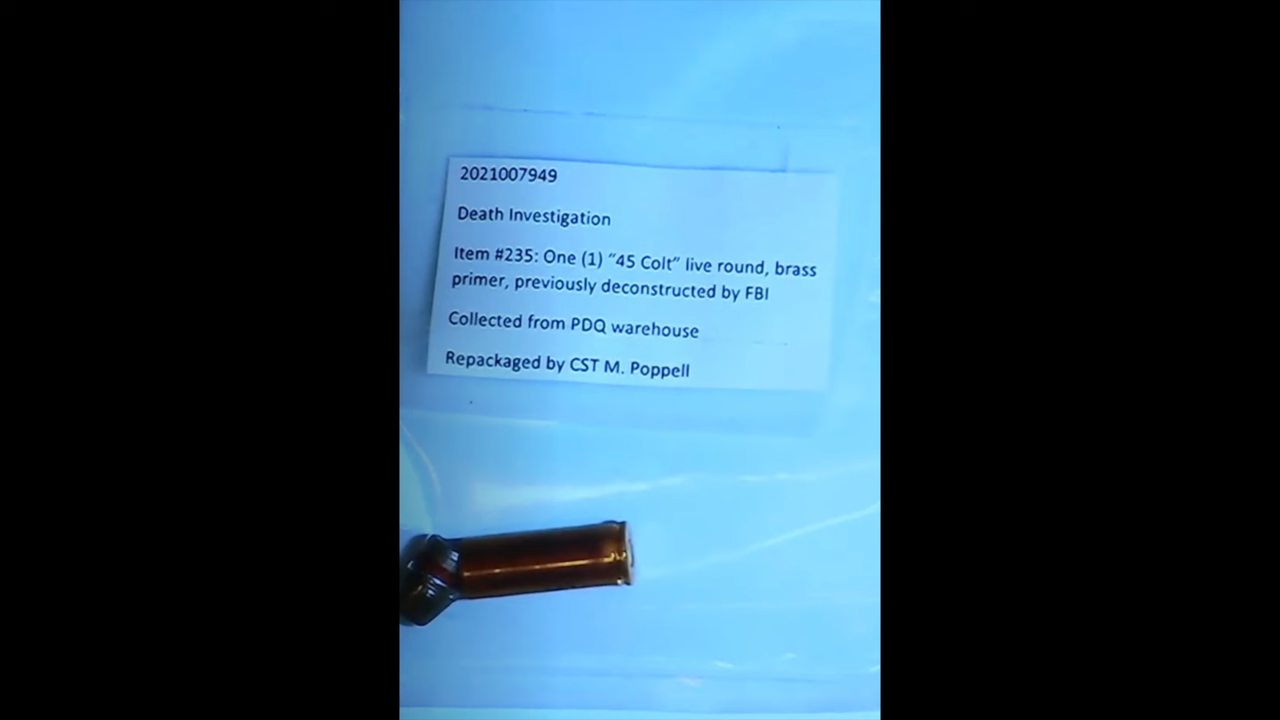 2021007949
Death Investigation
Item #235: One (1) “45 Colt” live round, brass
primer, previously deconstructed by FBI
Collected from PDQ warehouse
Repackaged by CST M. Poppell